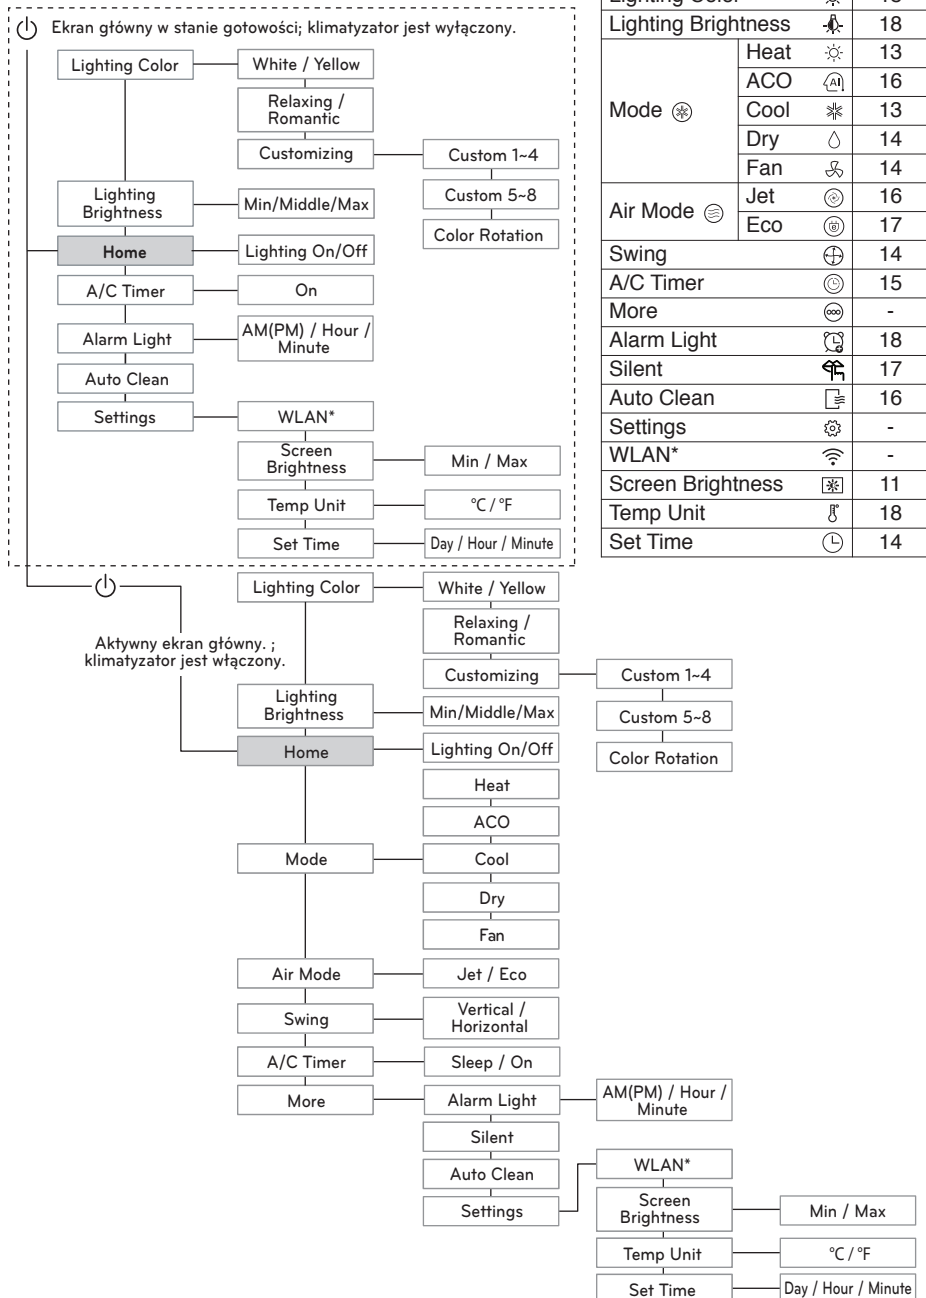 Ekran główny w stanie gotowości; klimatyzator jest wyłączony.
Lighting Color
White / Yellow
Relaxing /
Romantic
Customizing
Custom 1~4
Custom 5~8
Color Rotation
Lighting
Brightness
Min/Middle/Max
Home
Lighting On/Off
A/C Timer
On
Alarm Light
AM(PM) / Hour /
Minute
Auto Clean
Settings
WLAN*
Screen
Brightness
Min / Max
Temp Unit
°C / °F
Set Time
Day / Hour / Minute
Lighting Brightness 18
Mode
Heat 13
ACO AI 16
Cool 13
Dry 14
Fan 14
Air Mode
Jet 16
Eco 17
Swing 14
A/C Timer 15
More -
Alarm Light 18
Silent 17
Auto Clean 16
Settings -
WLAN* -
Screen Brightness 11
Temp Unit 18
Set Time 14
Aktywny ekran główny. ;
klimatyzator jest włączony.
Lighting Color
White / Yellow
Relaxing /
Romantic
Customizing
Custom 1~4
Custom 5~8
Color Rotation
Lighting
Brightness
Min/Middle/Max
Home
Lighting On/Off
Mode
Heat
ACO
Cool
Dry
Fan
Air Mode
Jet / Eco
Swing
Vertical /
Horizontal
A/C Timer
Sleep / On
More
Alarm Light
AM(PM) / Hour /
Minute
Silent
Auto Clean
Settings
WLAN*
Screen
Brightness
Min / Max
Temp Unit
°C / °F
Set Time
Day / Hour / Minute